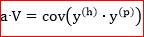 a·V = cov(y⁽ʰ⁾ · y⁽ᵖ⁾)